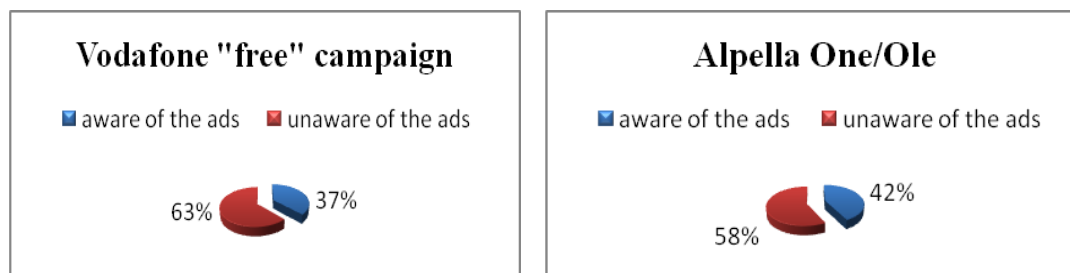 Vodafone "free" campaign
aware of the ads unaware of the ads
63% 37%
Alpella One/Ole
aware of the ads unaware of the ads
42%
58%